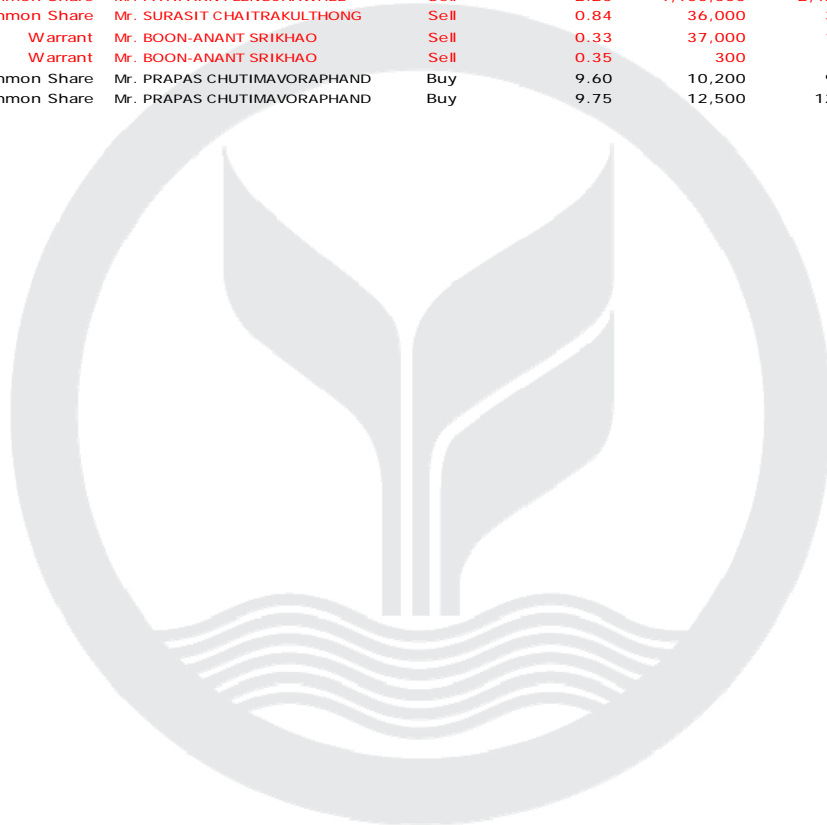 Common Share Mr. SURASIT CHAITRAKULTHONG Sell 0.84 36,000
Warrant Mr. BOON-ANANT SRIKHAO Sell 0.33 37,000
Warrant Mr. BOON-ANANT SRIKHAO Sell 0.35 300
mmon Share Mr. PRAPAS CHUTIMAVORAPHAND Buy 9.60 10,200
mmon Share Mr. PRAPAS CHUTIMAVORAPHAND Buy 9.75 12,500